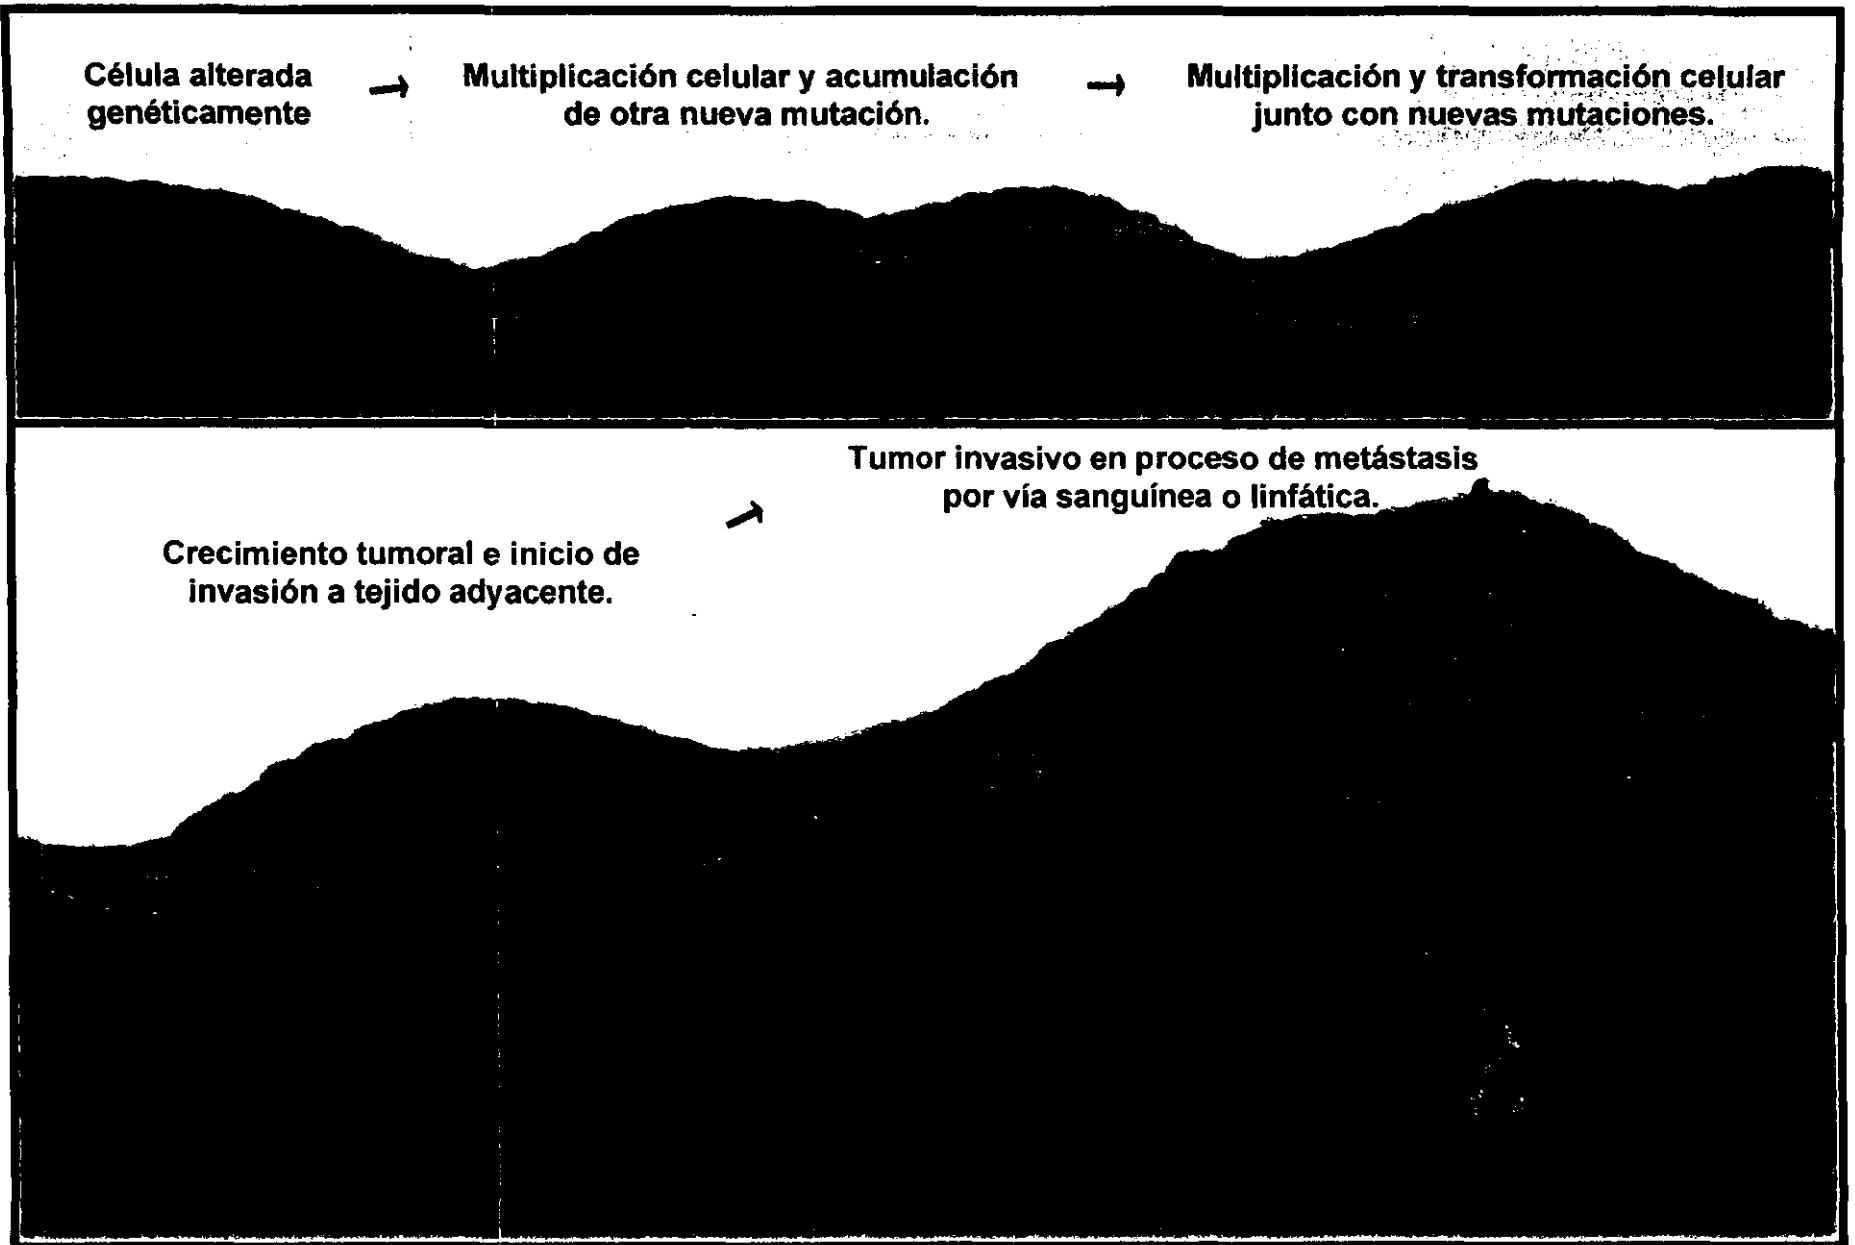 Célula alterada
genéticamente
→
Multiplicación celular y acumulación
de otra nueva mutación.
→
Multiplicación y transformación celular
junto con nuevas mutaciones.
Crecimiento tumoral e inicio de
invasión a tejido adyacente.
→
Tumor invasivo en proceso de metástasis
por vía sanguínea o linfática.